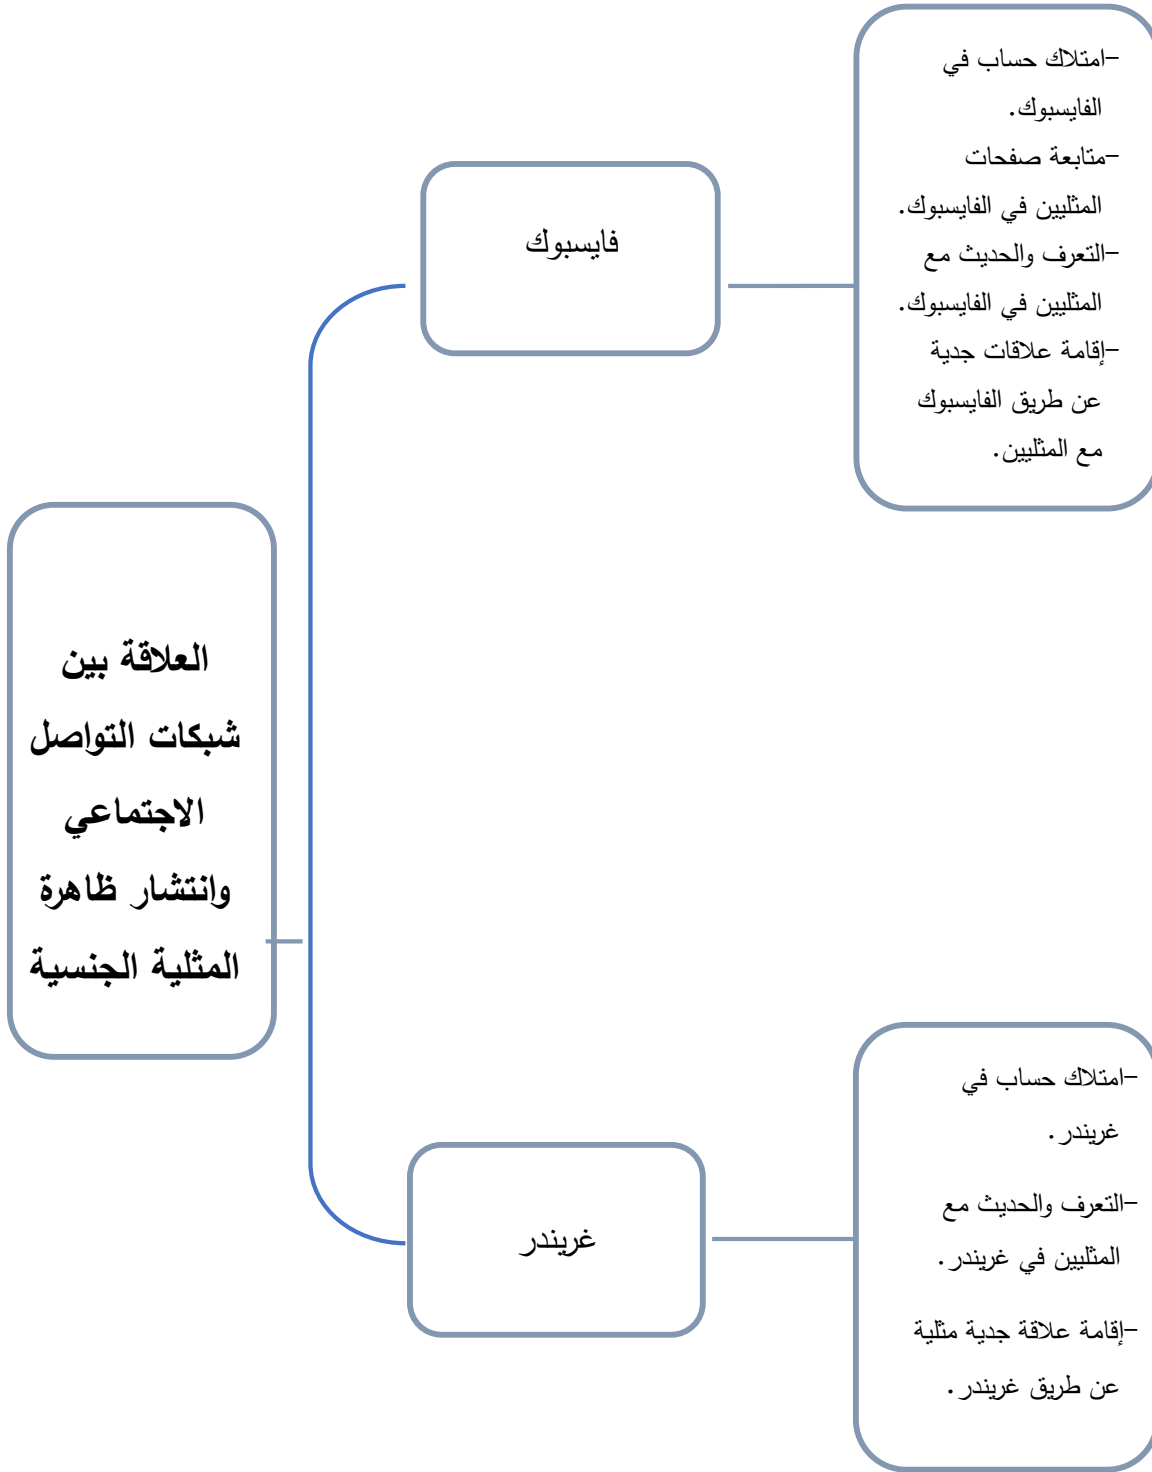 العلاقة بين
شبكات التواصل
الاجتماعي
وانتشار ظاهرة
المثلية الجنسية
فايسبوك
-امتلاك حساب في
الفايسبوك.
-متابعة صفحات
المثليين في الفايسبوك.
-التعرف والحديث مع
المثليين في الفايسبوك.
-إقامة علاقات جدية
عن طريق الفايسبوك
مع المثليين.
غريندر
-امتلاك حساب في
غريندر.
-التعرف والحديث مع
المثليين في غريندر.
-إقامة علاقة جدية مثلية
عن طريق غريندر.